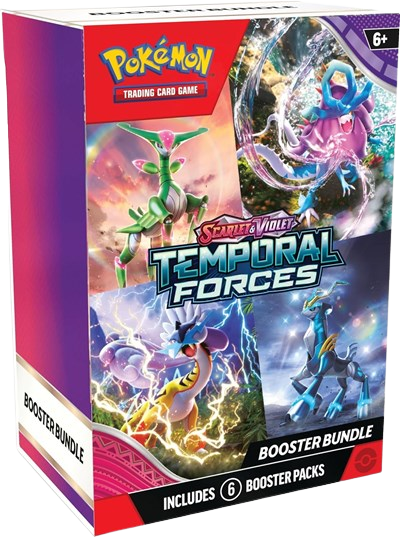 POKéMON
TRADING CARD GAME
6+
SCARLET & VIOLET
TEMPORAL
FORCES
BOOSTER BUNDLE
INCLUDES 6 BOOSTER PACKS
BOOSTER BUNDLE